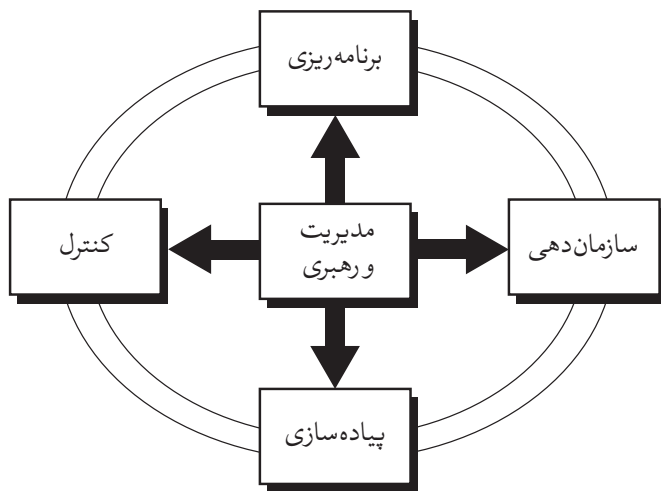 برنامه‌ریزی
سازمان‌دهی
مدیریت
و رهبری
کنترل
پیاده‌سازی